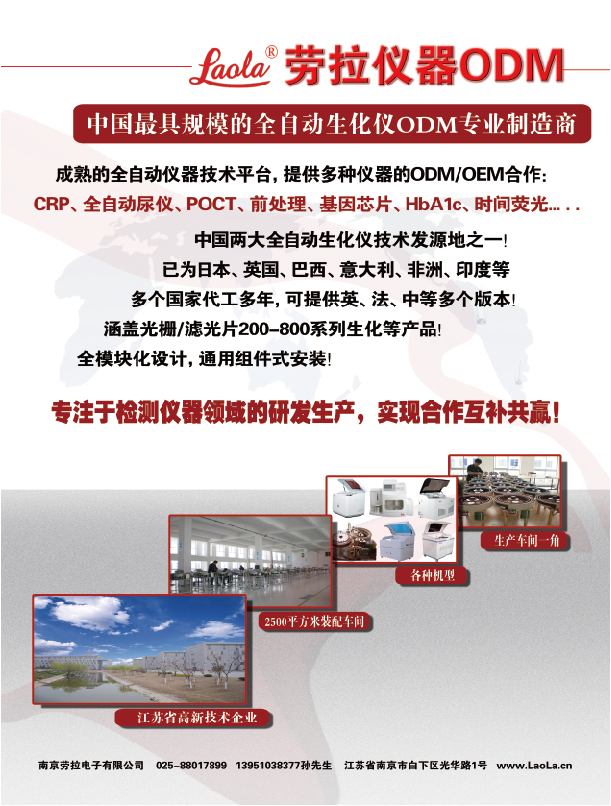 Laola® 劳拉仪器ODM
中国最具规模的全自动生化仪ODM专业制造商
成熟的全自动仪器技术平台，提供多种仪器的ODM/OEM合作：
CRP、全自动尿仪、POCT、前处理、基因芯片、HbA1c、时间荧光... . .
中国两大全自动生化仪技术发源地之一！
已为日本、英国、巴西、意大利、非洲、印度等
多个国家代工多年，可提供英、法、中等多个版本！
涵盖光栅/滤光片200-800系列生化等产品！
全模块化设计，通用组件式安装！
专注于检测仪器领域的研发生产，实现合作互补共赢！
生产车间一角
各种机型
2500平方米装配车间
江苏省高新技术企业
南京劳拉电子有限公司 025-88017899 13951038377孙先生 江苏省南京市白下区光华路1号 www.LaoLa.cn